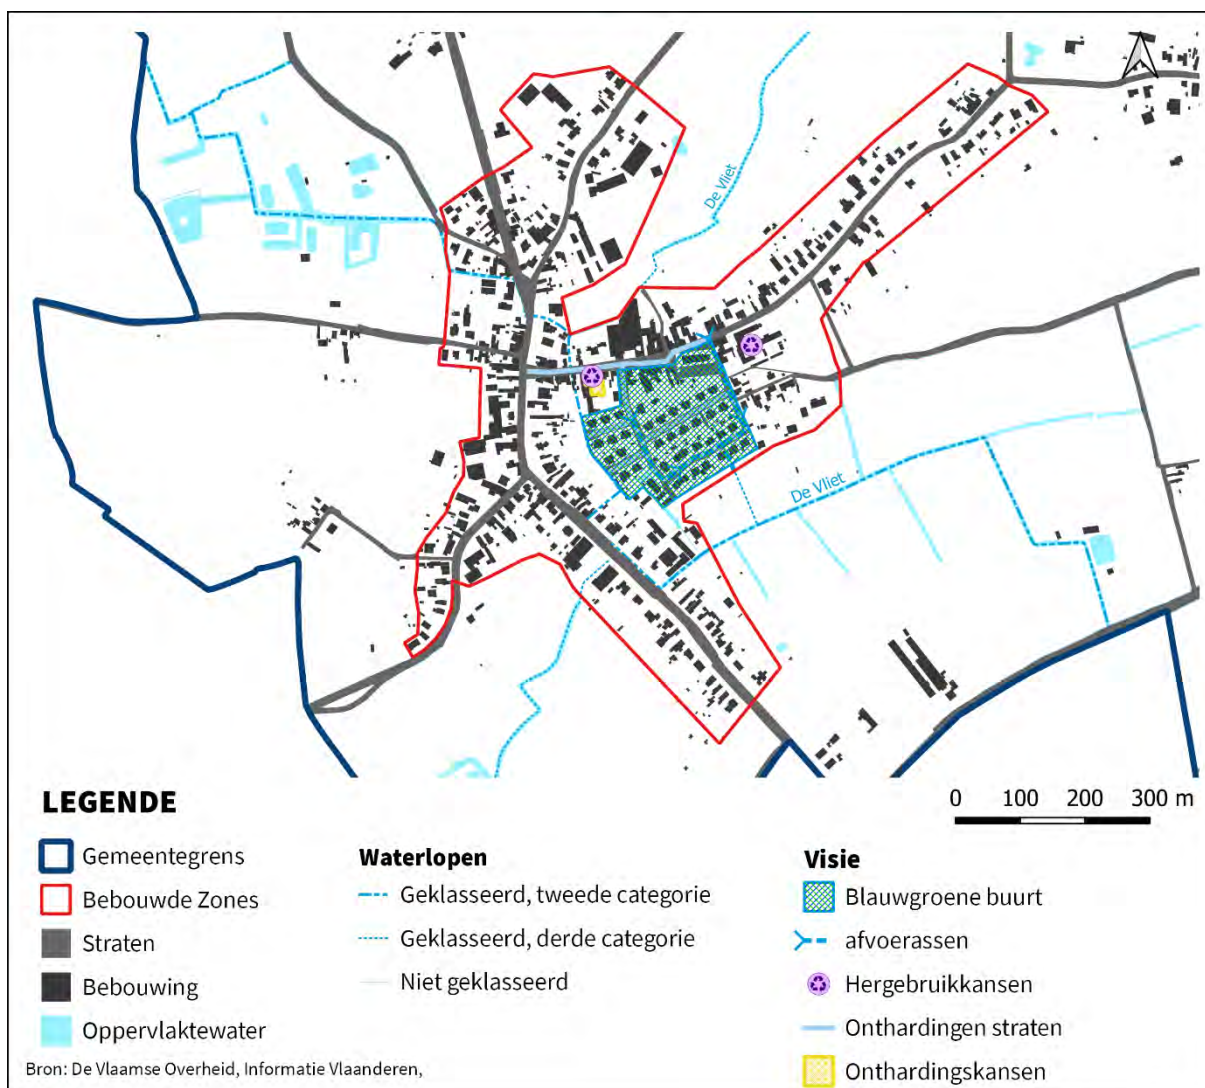 De Vliet
De Vliet
0 100 200 300 m
LEGENDE
Gemeentegrens
Bebouwde Zones
Straten
Bebouwing
Oppervlaktewater
Waterlopen
Geklasseerd, tweede categorie
Geklasseerd, derde categorie
Niet geklasseerd
Visie
Blauwgroene buurt
afvoerassen
Hergebruikkansen
Onthardingen straten
Onthardingskansen
Bron: De Vlaamse Overheid, Informatie Vlaanderen,